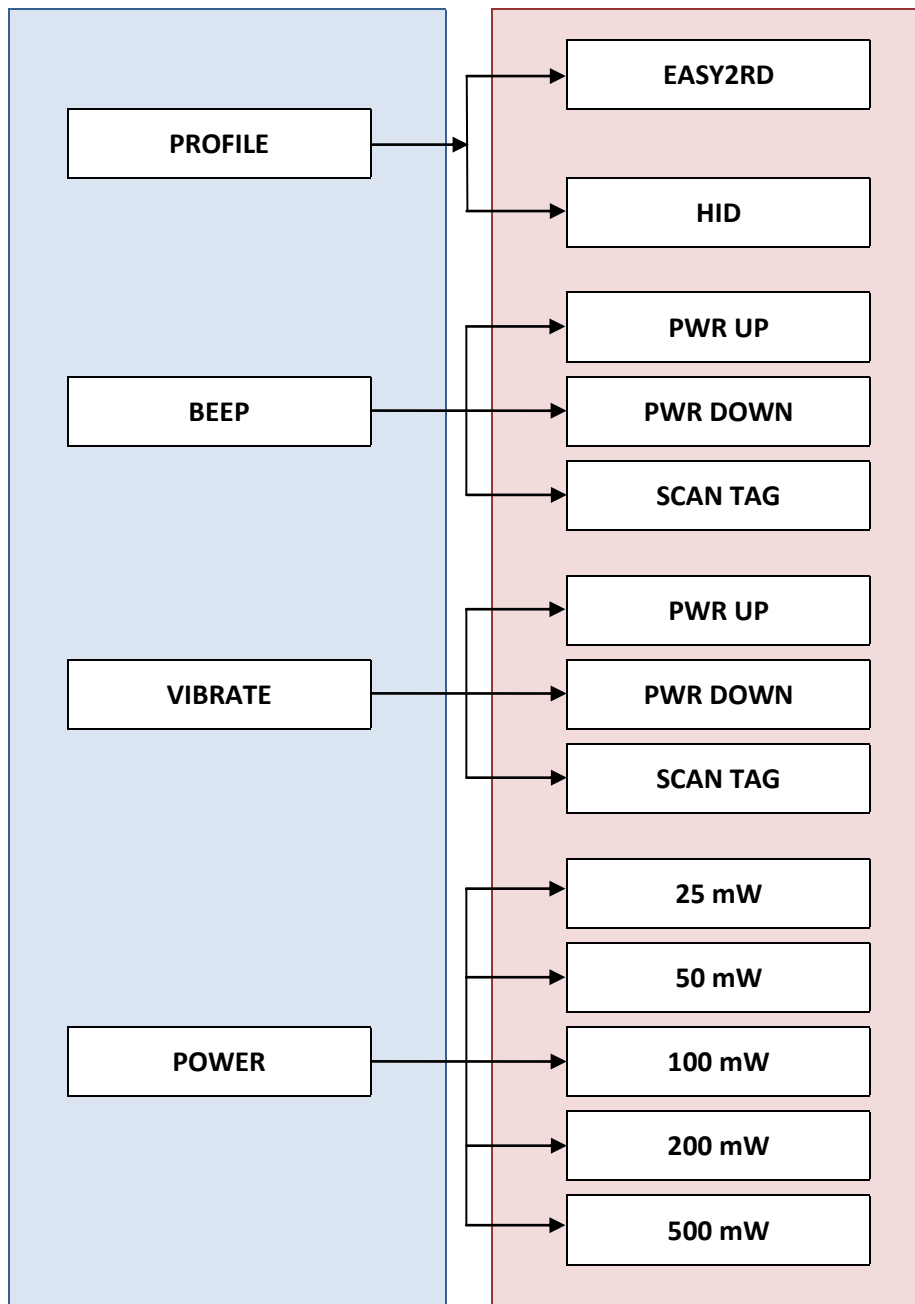 PROFILE
EASY2RD
HID
BEEP
PWR UP
PWR DOWN
SCAN TAG
VIBRATE
PWR UP
PWR DOWN
SCAN TAG
POWER
25 mW
50 mW
100 mW
200 mW
500 mW